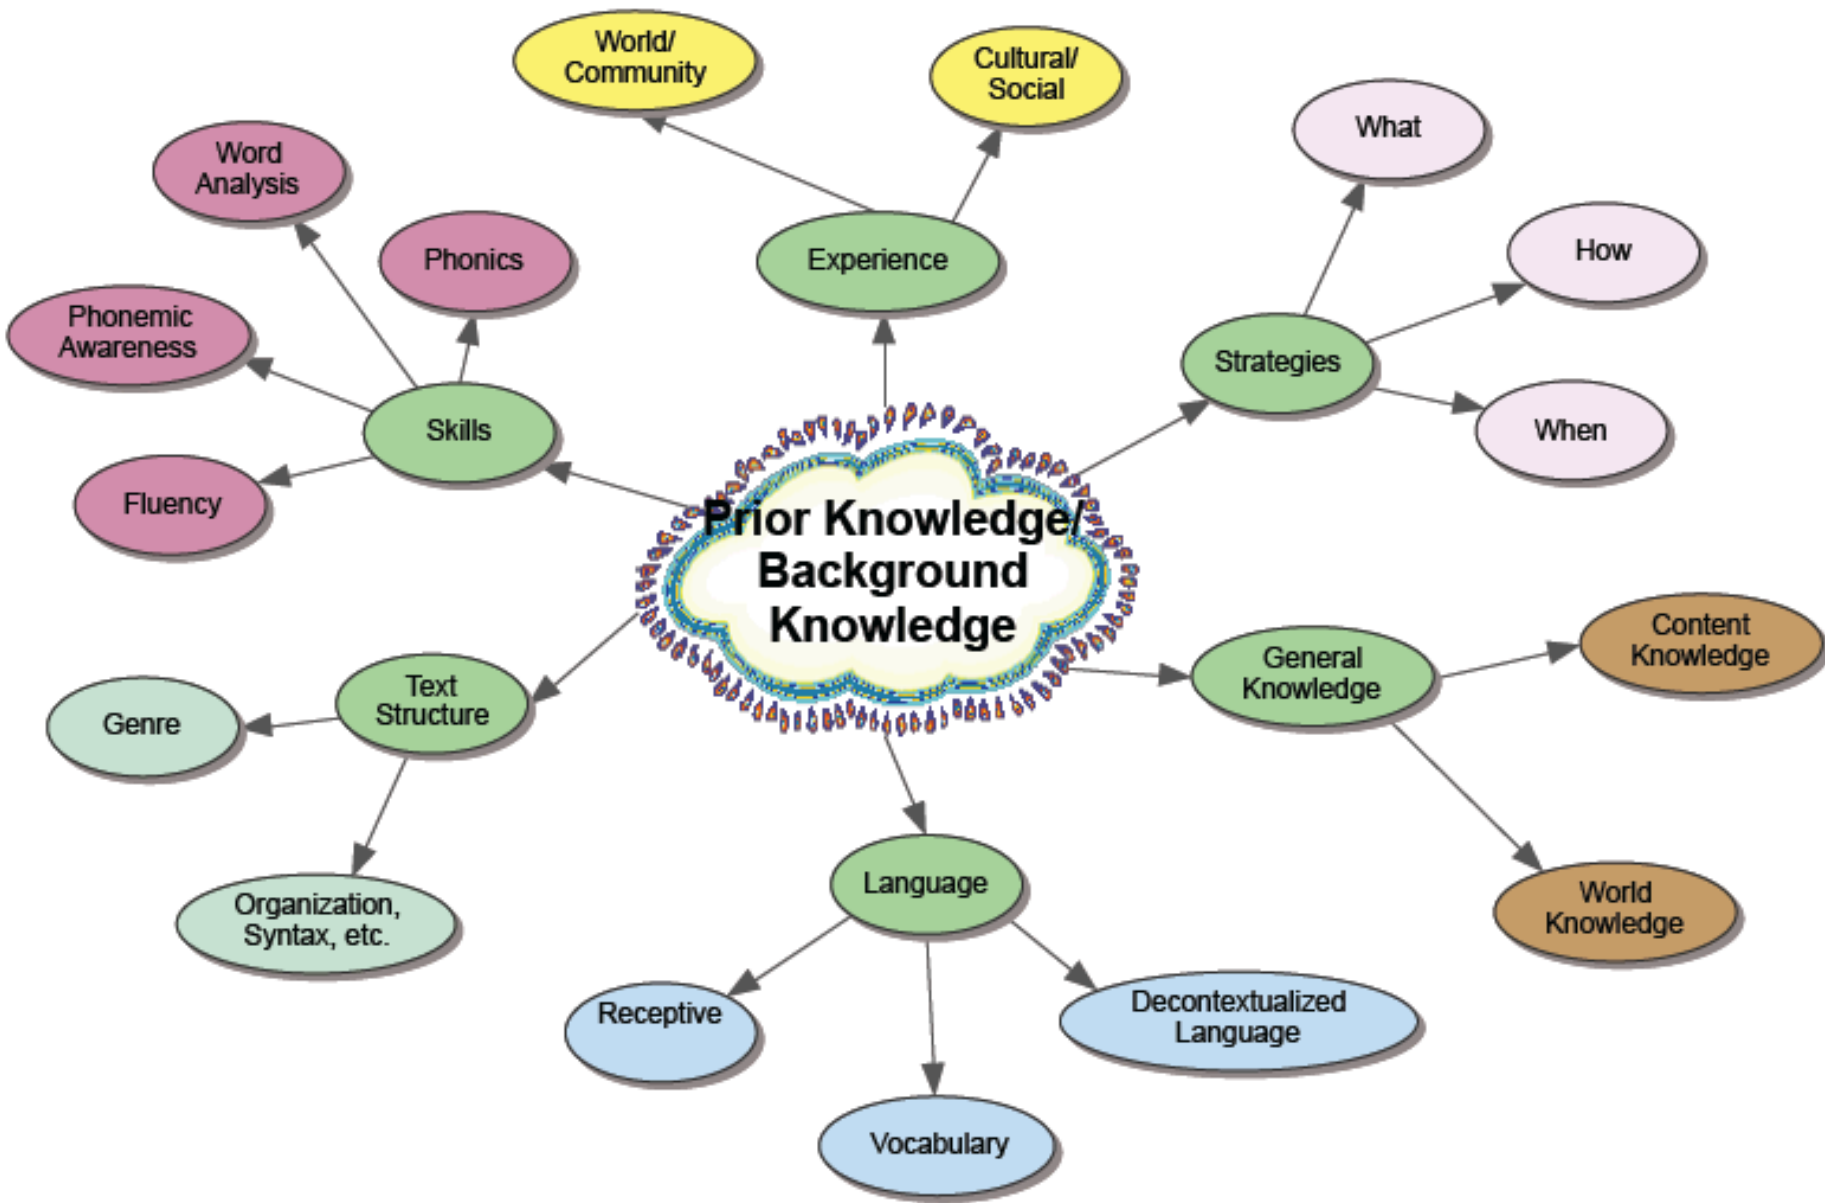 World/
Community
Cultural/
Social
What
Word
Analysis
Phonics
Experience
How
Phonemic
Awareness
Strategies
Skills
When
Fluency
Prior Knowledge/
Background
Knowledge
Content
Knowledge
General
Knowledge
Text
Structure
Genre
Language
Organization,
Syntax, etc.
World
Knowledge
Receptive
Decontextualized
Language
Vocabulary